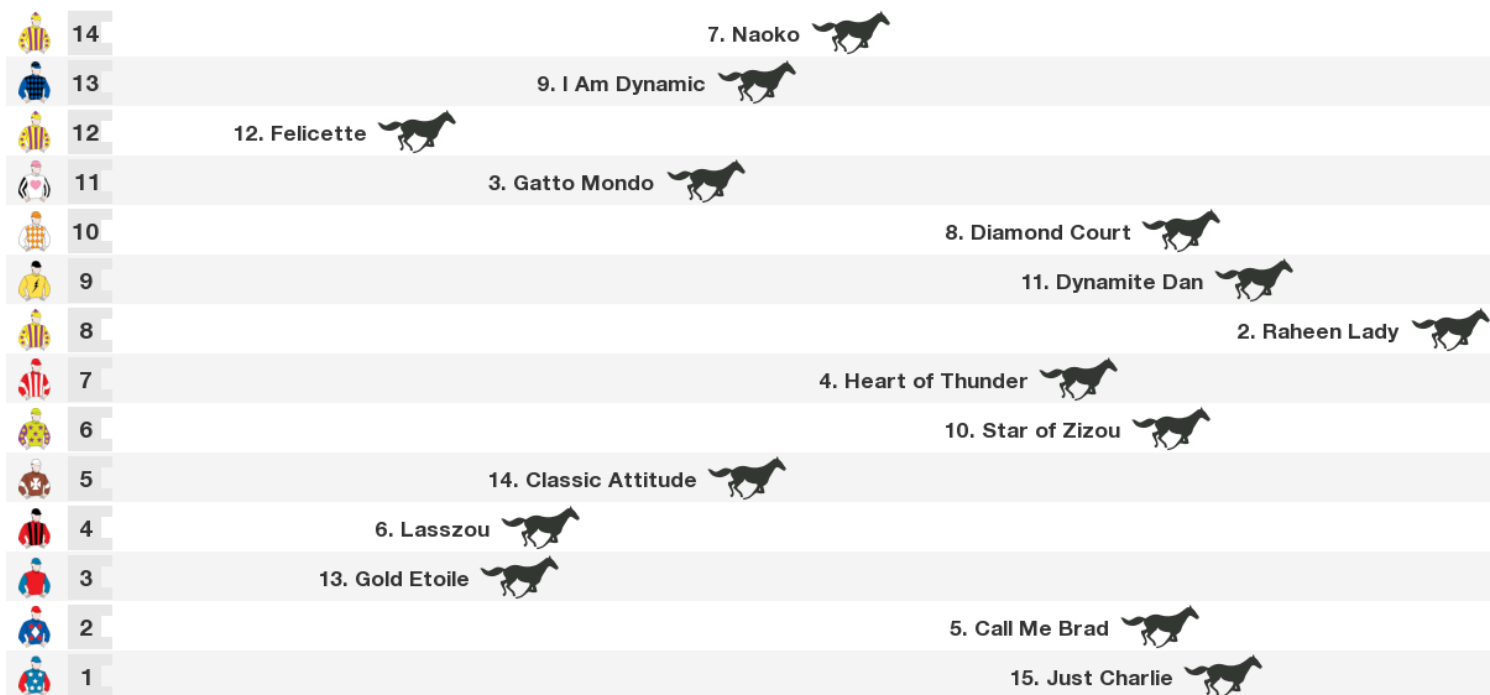 14 7. Naoko
13 9. I Am Dynamic
12 12. Felicette
11 3. Gatto Mondo
10 8. Diamond Court
9 11. Dynamite Dan
8 2. Raheen Lady
7 4. Heart of Thunder
6 10. Star of Zizou
5 14. Classic Attitude
4 6. Lasszou
3 13. Gold Etoile
2 5. Call Me Brad
1 15. Just Charlie